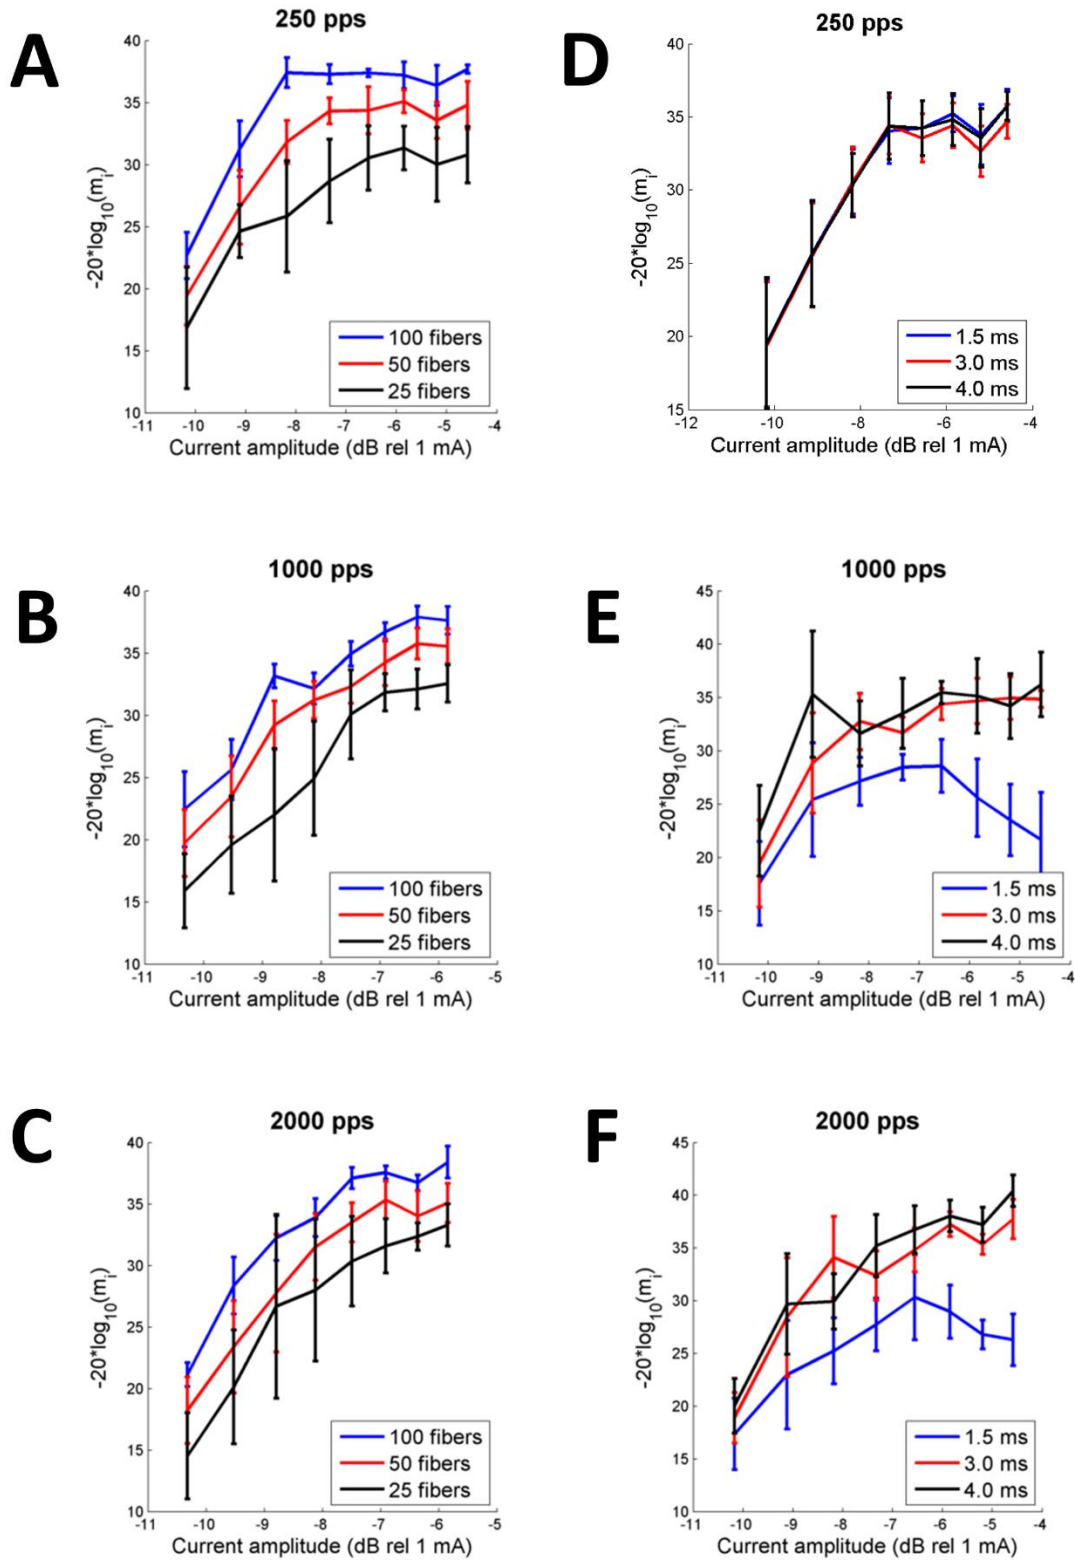 A
250 pps
-20*log10(mi)
40
35
30
25
20
15
10
100 fibers
50 fibers
25 fibers
-11 -10 -9 -8 -7 -6 -5 -4
Current amplitude (dB rel 1 mA)
D
250 pps
-20*log10(mi)
40
35
30
25
20
15
1.5 ms
3.0 ms
4.0 ms
-12 -10 -8 -6 -4
Current amplitude (dB rel 1 mA)
B
1000 pps
-20*log10(mi)
40
35
30
25
20
15
10
100 fibers
50 fibers
25 fibers
-11 -10 -9 -8 -7 -6 -5
Current amplitude (dB rel 1 mA)
E
1000 pps
-20*log10(mi)
45
40
35
30
25
20
15
10
1.5 ms
3.0 ms
4.0 ms
-11 -10 -9 -8 -7 -6 -5 -4
Current amplitude (dB rel 1 mA)
C
2000 pps
-20*log10(mi)
40
35
30
25
20
15
10
100 fibers
50 fibers
25 fibers
-11 -10 -9 -8 -7 -6 -5
Current amplitude (dB rel 1 mA)
F
2000 pps
-20*log10(mi)
45
40
35
30
25
20
15
10
1.5 ms
3.0 ms
4.0 ms
-11 -10 -9 -8 -7 -6 -5 -4
Current amplitude (dB rel 1 mA)